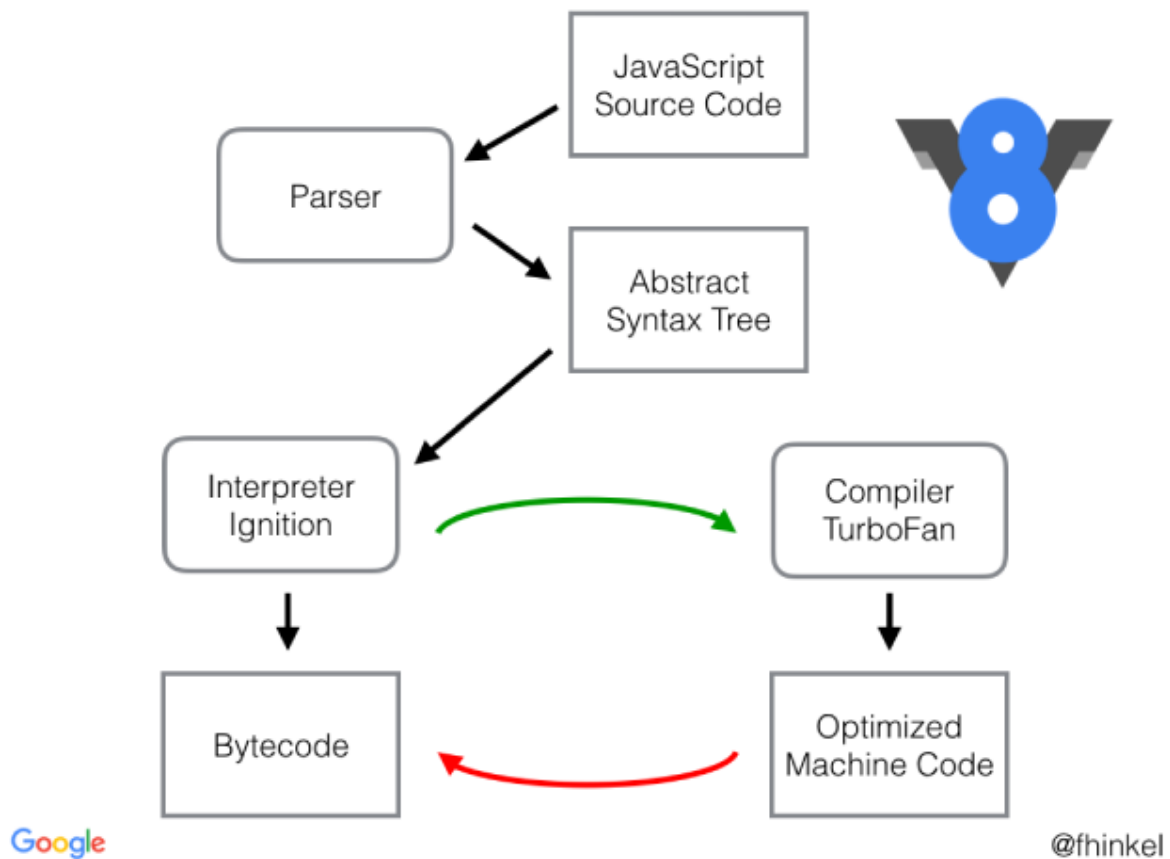 JavaScript
Source Code
Parser
Abstract
Syntax Tree
Interpreter
Ignition
Compiler
TurboFan
Bytecode
Optimized
Machine Code
Google
@fhinkel